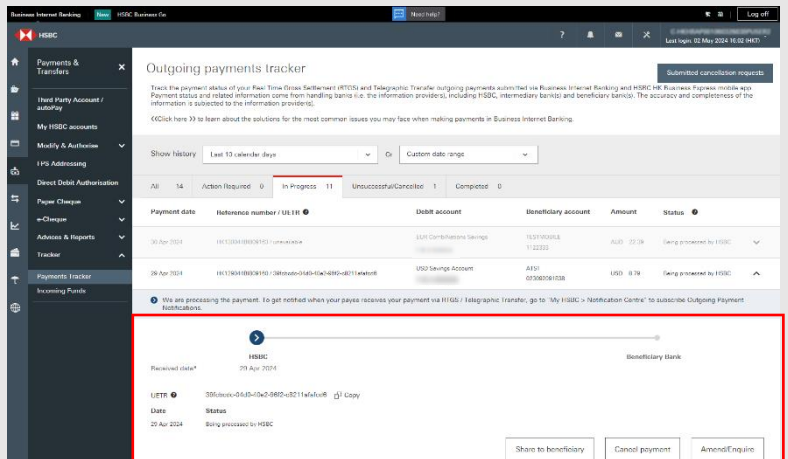 Business Internet Banking New HSBC Business Go Need help? Log off
HSBC
Last login: 02 May 2024 16:02 (HKT)
Payments & Transfers
Third Party Account / autoPay
My HSBC accounts
Modify & Authorise
FPS Addressing
Direct Debit Authorisation
Paper Cheque
e-Cheque
Advices & Reports
Tracker
Payments Tracker
Incoming Funds
Outgoing payments tracker
Submitted cancellation requests
Track the payment status of your Real Time Gross Settlement (RTGS) and Telegraphic Transfer outgoing payments submitted via Business Internet Banking and HSBC HK Business Express mobile app.
Payment status and related information come from handling banks (i.e. the information provider(s), including HSBC, intermediary bank(s) and beneficiary bank(s). The accuracy and completeness of the
information is subjected to the information provider(s).
<<Click here >> to learn about the solutions for the most common issues you may face when making payments in Business Internet Banking.
Show history Last 10 calendar days Or Custom date range
All 14 Action Required 0 In Progress 11 Unsuccessful/Cancelled 1 Completed 0
Payment date Reference number / UETR Debit account Beneficiary account Amount Status
30 Apr 2024 unavailable Savings 1122335 AUD Being processed by HSBC
29 Apr 2024 USD Savings Account USD 8.79 Being processed by HSBC
We are processing the payment. To get notified when your payee receives your payment via RTGS / Telegraphic Transfer, go to 'My HSBC > Notification Centre' to subscribe Outgoing Payment
Notifications.
HSBC Beneficiary Bank
Received date* 29 Apr 2024
UETR Copy
Date Status
29 Apr 2024 Being processed by HSBC
Share to beneficiary Cancel payment Amend/Enquire